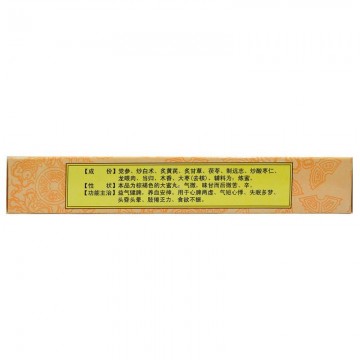 【成　　份】党参、炒白术、炙黄芪、炙甘草、茯苓、制远志、炒酸枣仁、
龙眼肉、当归、木香、大枣(去核)。辅料为：炼蜜。
【性　　状】本品为棕褐色的大蜜丸；气微，味甘而后微苦、辛。
【功能主治】益气健脾，养血安神。用于心脾两虚，气短心悸，失眠多梦，
头昏头晕，肢倦乏力，食欲不振。